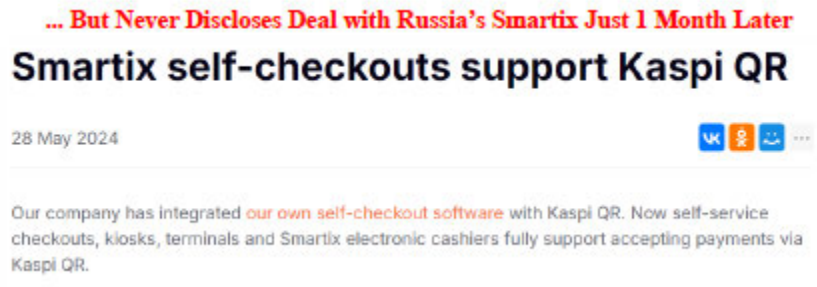 ... But Never Discloses Deal with Russia's Smartix Just 1 Month Later
Smartix self-checkouts support Kaspi QR
28 May 2024
Our company has integrated our own self-checkout software with Kaspi QR. Now self-service
checkouts, kiosks, terminals and Smartix electronic cashiers fully support accepting payments via
Kaspi QR.